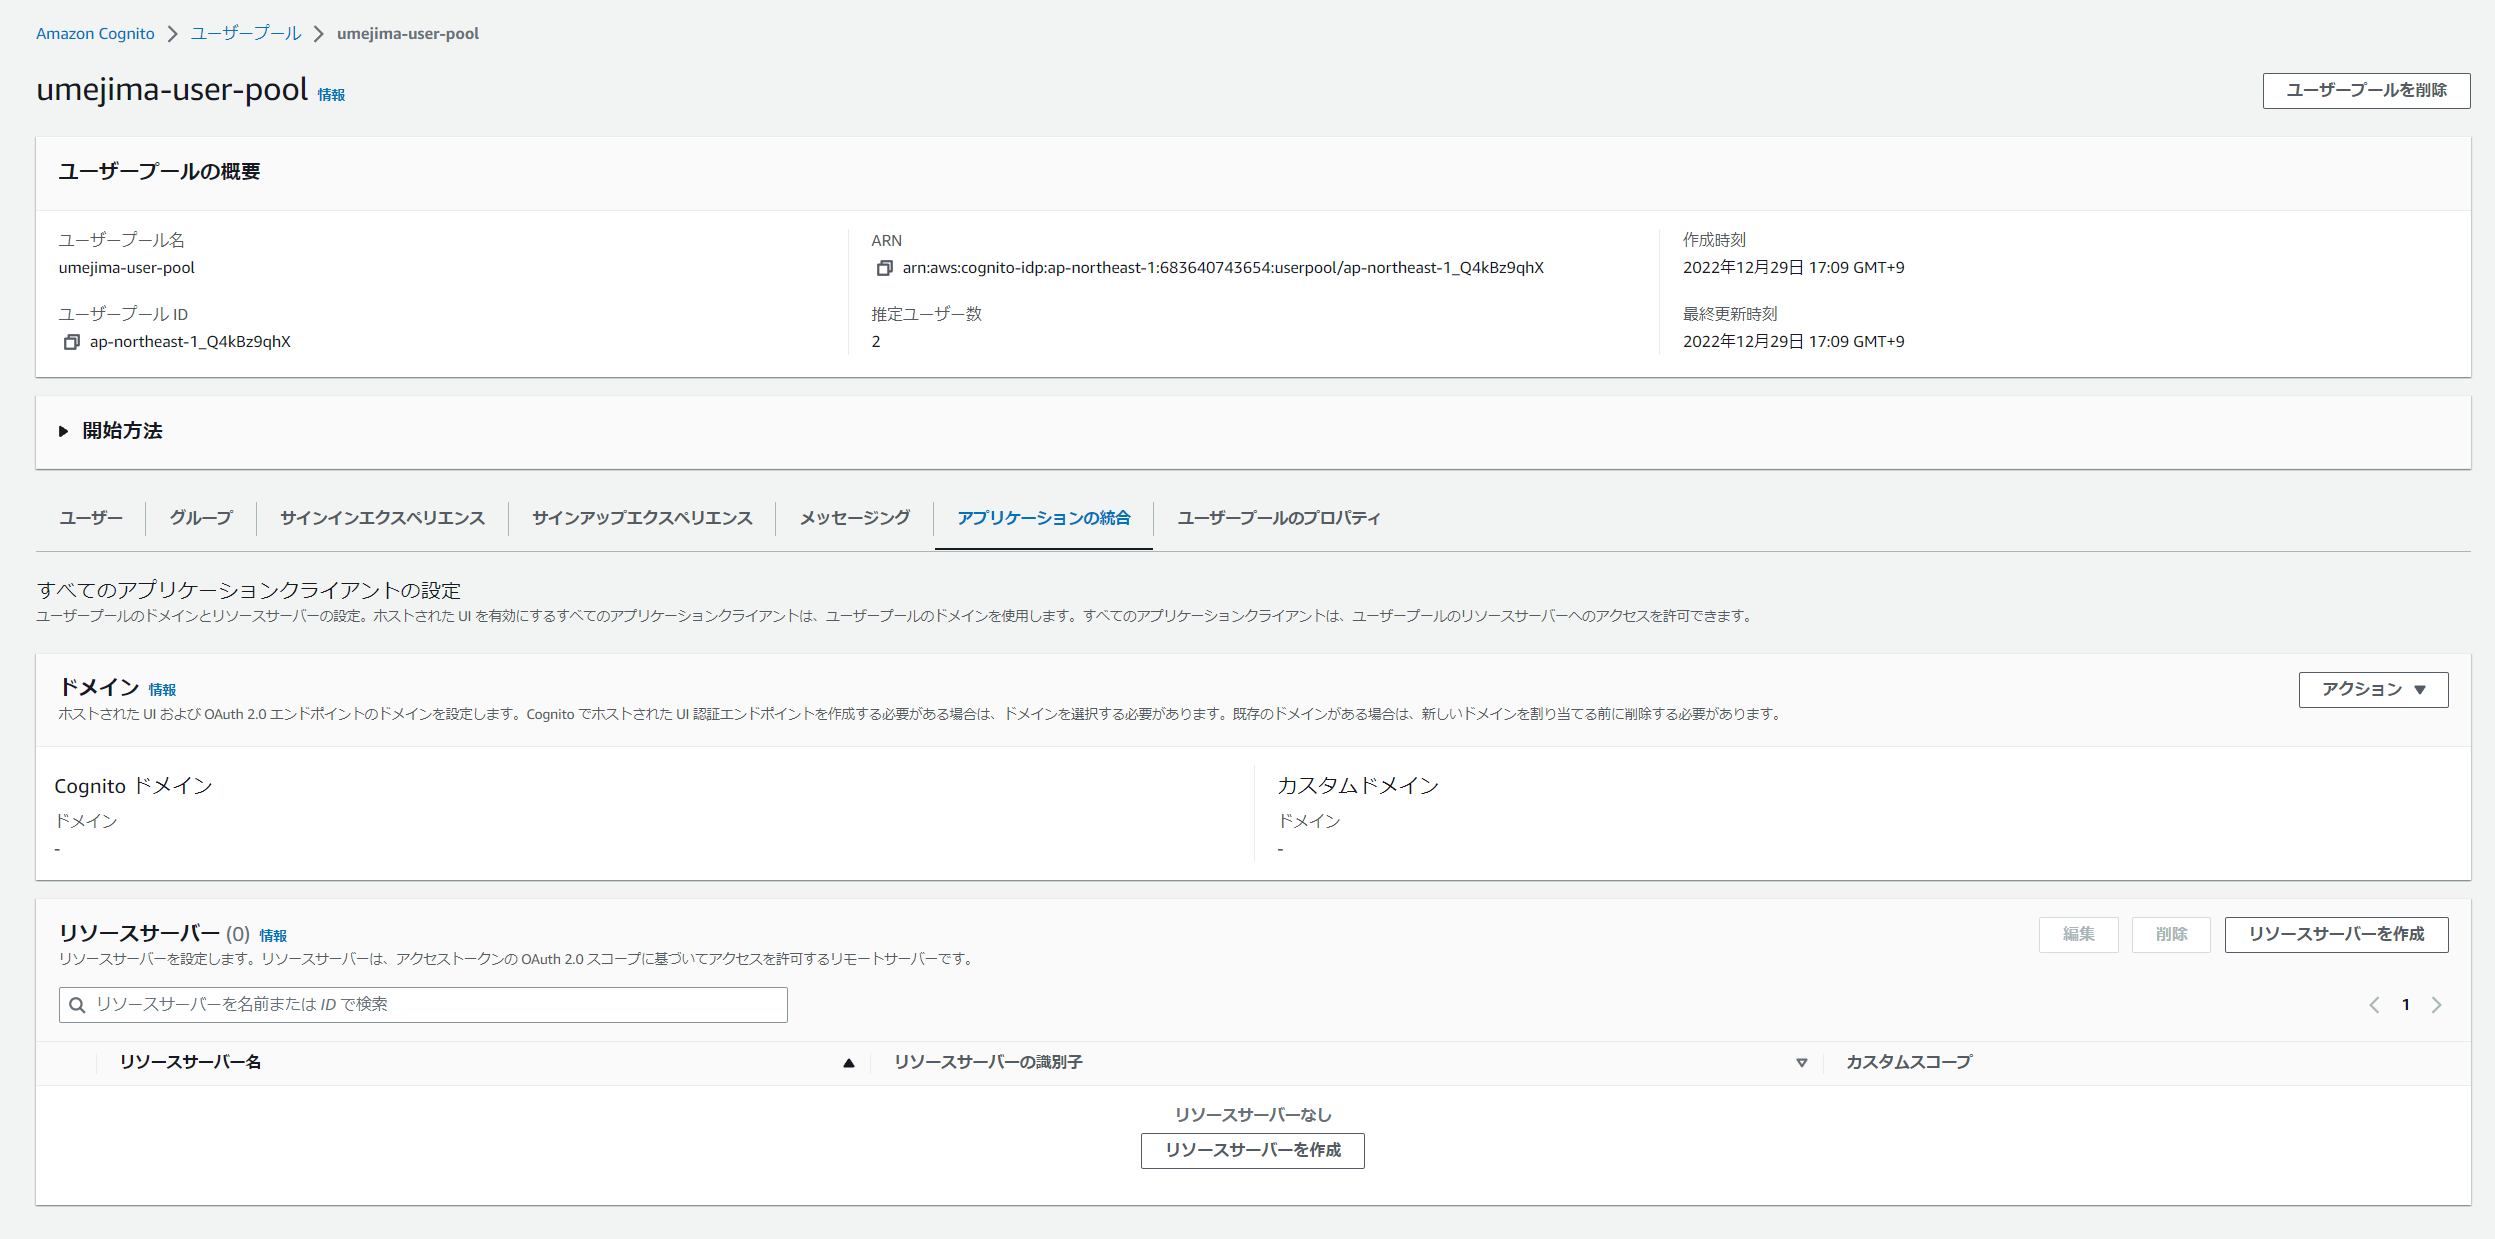 Amazon Cognito > ユーザープール > umejima-user-pool
umejima-user-pool 情報
ユーザープールを削除
ユーザープールの概要
ユーザープール名
umejima-user-pool
ユーザープール ID
ap-northeast-1_Q4kBz9qhX
ARN
arn:aws:cognito-idp:ap-northeast-1:683640743654:userpool/ap-northeast-1_Q4kBz9qhX
推定ユーザー数
2
作成時刻
2022年12月29日 17:09 GMT+9
最終更新時刻
2022年12月29日 17:09 GMT+9
開始方法
ユーザー グループ サインインエクスペリエンス サインアップエクスペリエンス メッセージング アプリケーションの統合 ユーザープールのプロパティ
すべてのアプリケーションクライアントの設定
ユーザープールのドメインとリソースサーバーの設定。ホストされた UI を有効にするすべてのアプリケーションクライアントは、ユーザープールのドメインを使用します。すべてのアプリケーションクライアントは、ユーザープールのリソースサーバーへのアクセスを許可できます。
ドメイン 情報
アクション
ホストされた UI および OAuth 2.0 エンドポイントのドメインを設定します。Cognito でホストされた UI 認証エンドポイントを作成する必要がある場合は、ドメインを選択する必要があります。既存のドメインがある場合は、新しいドメインを割り当てる前に削除する必要があります。
Cognito ドメイン
ドメイン
-
カスタムドメイン
ドメイン
-
リソースサーバー (0) 情報
編集 削除 リソースサーバーを作成
リソースサーバーを設定します。リソースサーバーは、アクセストークンの OAuth 2.0 スコープに基づいてアクセスを許可するリモートサーバーです。
リソースサーバーを名前または ID で検索
1
リソースサーバー名 リソースサーバーの識別子 カスタムスコープ
リソースサーバーなし
リソースサーバーを作成